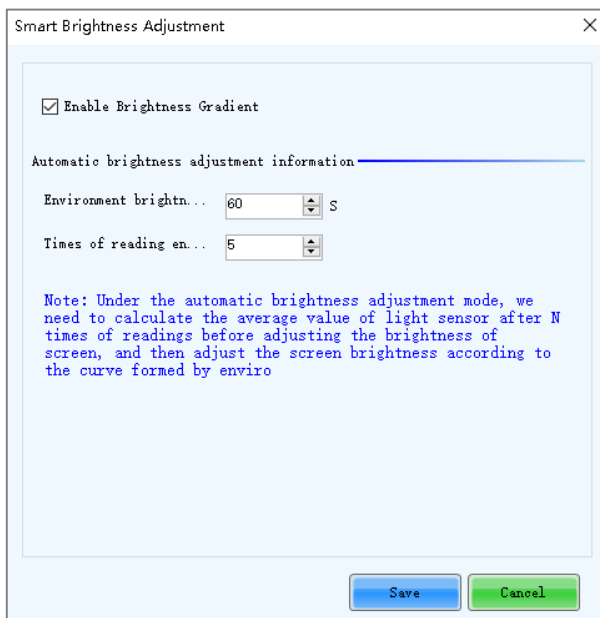 Smart Brightness Adjustment
Enable Brightness Gradient
Automatic brightness adjustment information
Environment brightn... 60 S
Times of reading en... 5
Note: Under the automatic brightness adjustment mode, we
need to calculate the average value of light sensor after N
times of readings before adjusting the brightness of
screen, and then adjust the screen brightness according to
the curve formed by enviro
Save Cancel